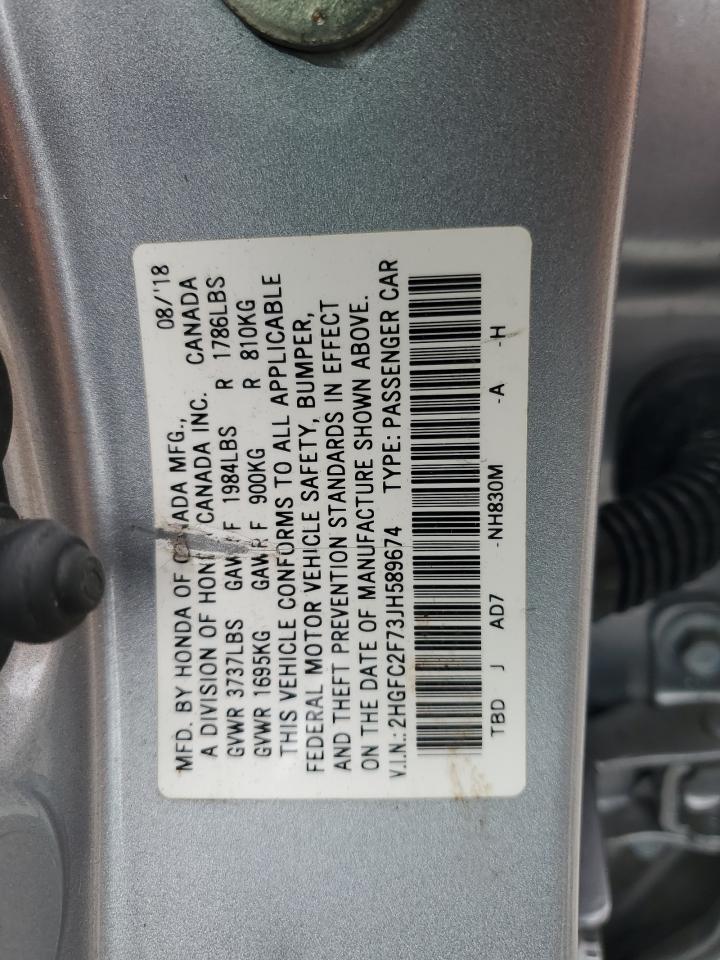 08/'18
MFD. BY HONDA OF CANADA MFG.,
A DIVISION OF HONDA CANADA INC. CANADA
GVWR 3737LBS GAWR F 1984LBS R 1786LBS
GVWR 1695KG GAWR F 900KG R 810KG
THIS VEHICLE CONFORMS TO ALL APPLICABLE
FEDERAL MOTOR VEHICLE SAFETY, BUMPER,
AND THEFT PREVENTION STANDARDS IN EFFECT
ON THE DATE OF MANUFACTURE SHOWN ABOVE.
V.I.N.: 2HGFC2F73JH589674 TYPE: PASSENGER CAR
TBD J AD7 -NH830M -A -H